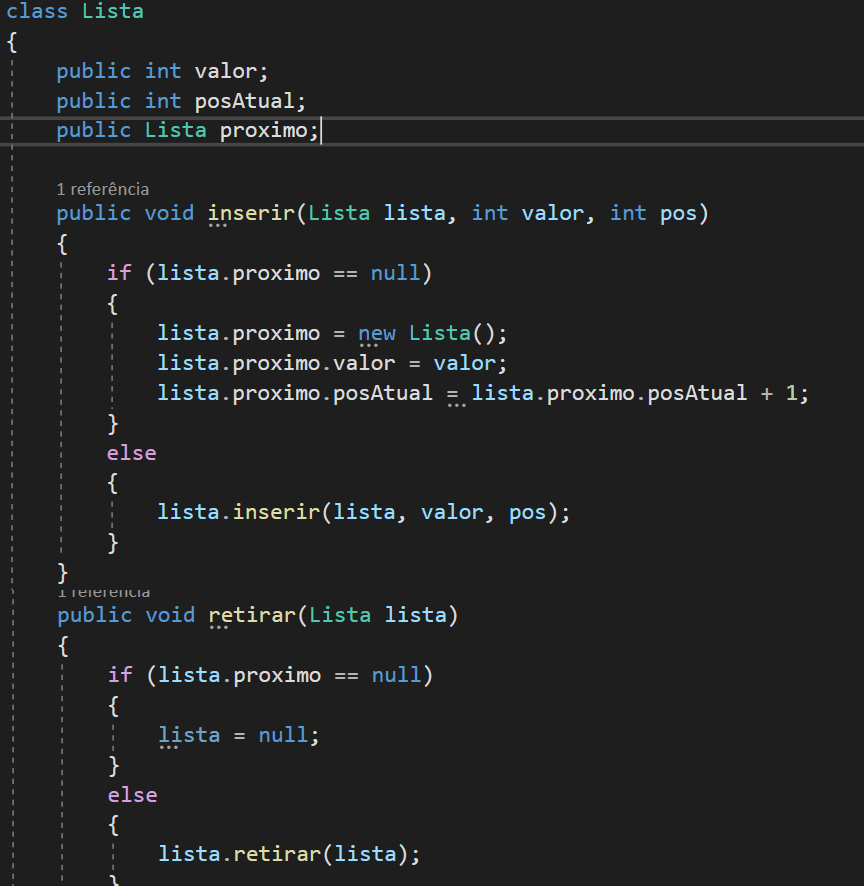 class Lista
{
public int valor;
public int posAtual;
public Lista proximo;
1 referência
public void inserir(Lista lista, int valor, int pos)
{
if (lista.proximo == null)
{
lista.proximo = new Lista();
lista.proximo.valor = valor;
lista.proximo.posAtual = lista.proximo.posAtual + 1;
}
else
{
lista.inserir(lista, valor, pos);
}
}
1 referência
public void retirar(Lista lista)
{
if (lista.proximo == null)
{
lista = null;
}
else
{
lista.retirar(lista);
}